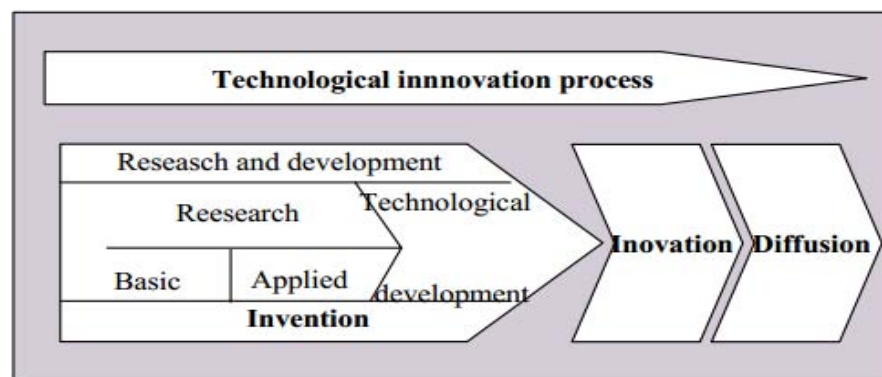 Technological innnovation process
Reseasch and development
Technological
Reesearch
Inovation
Diffusion
Basic
Applied
development
Invention